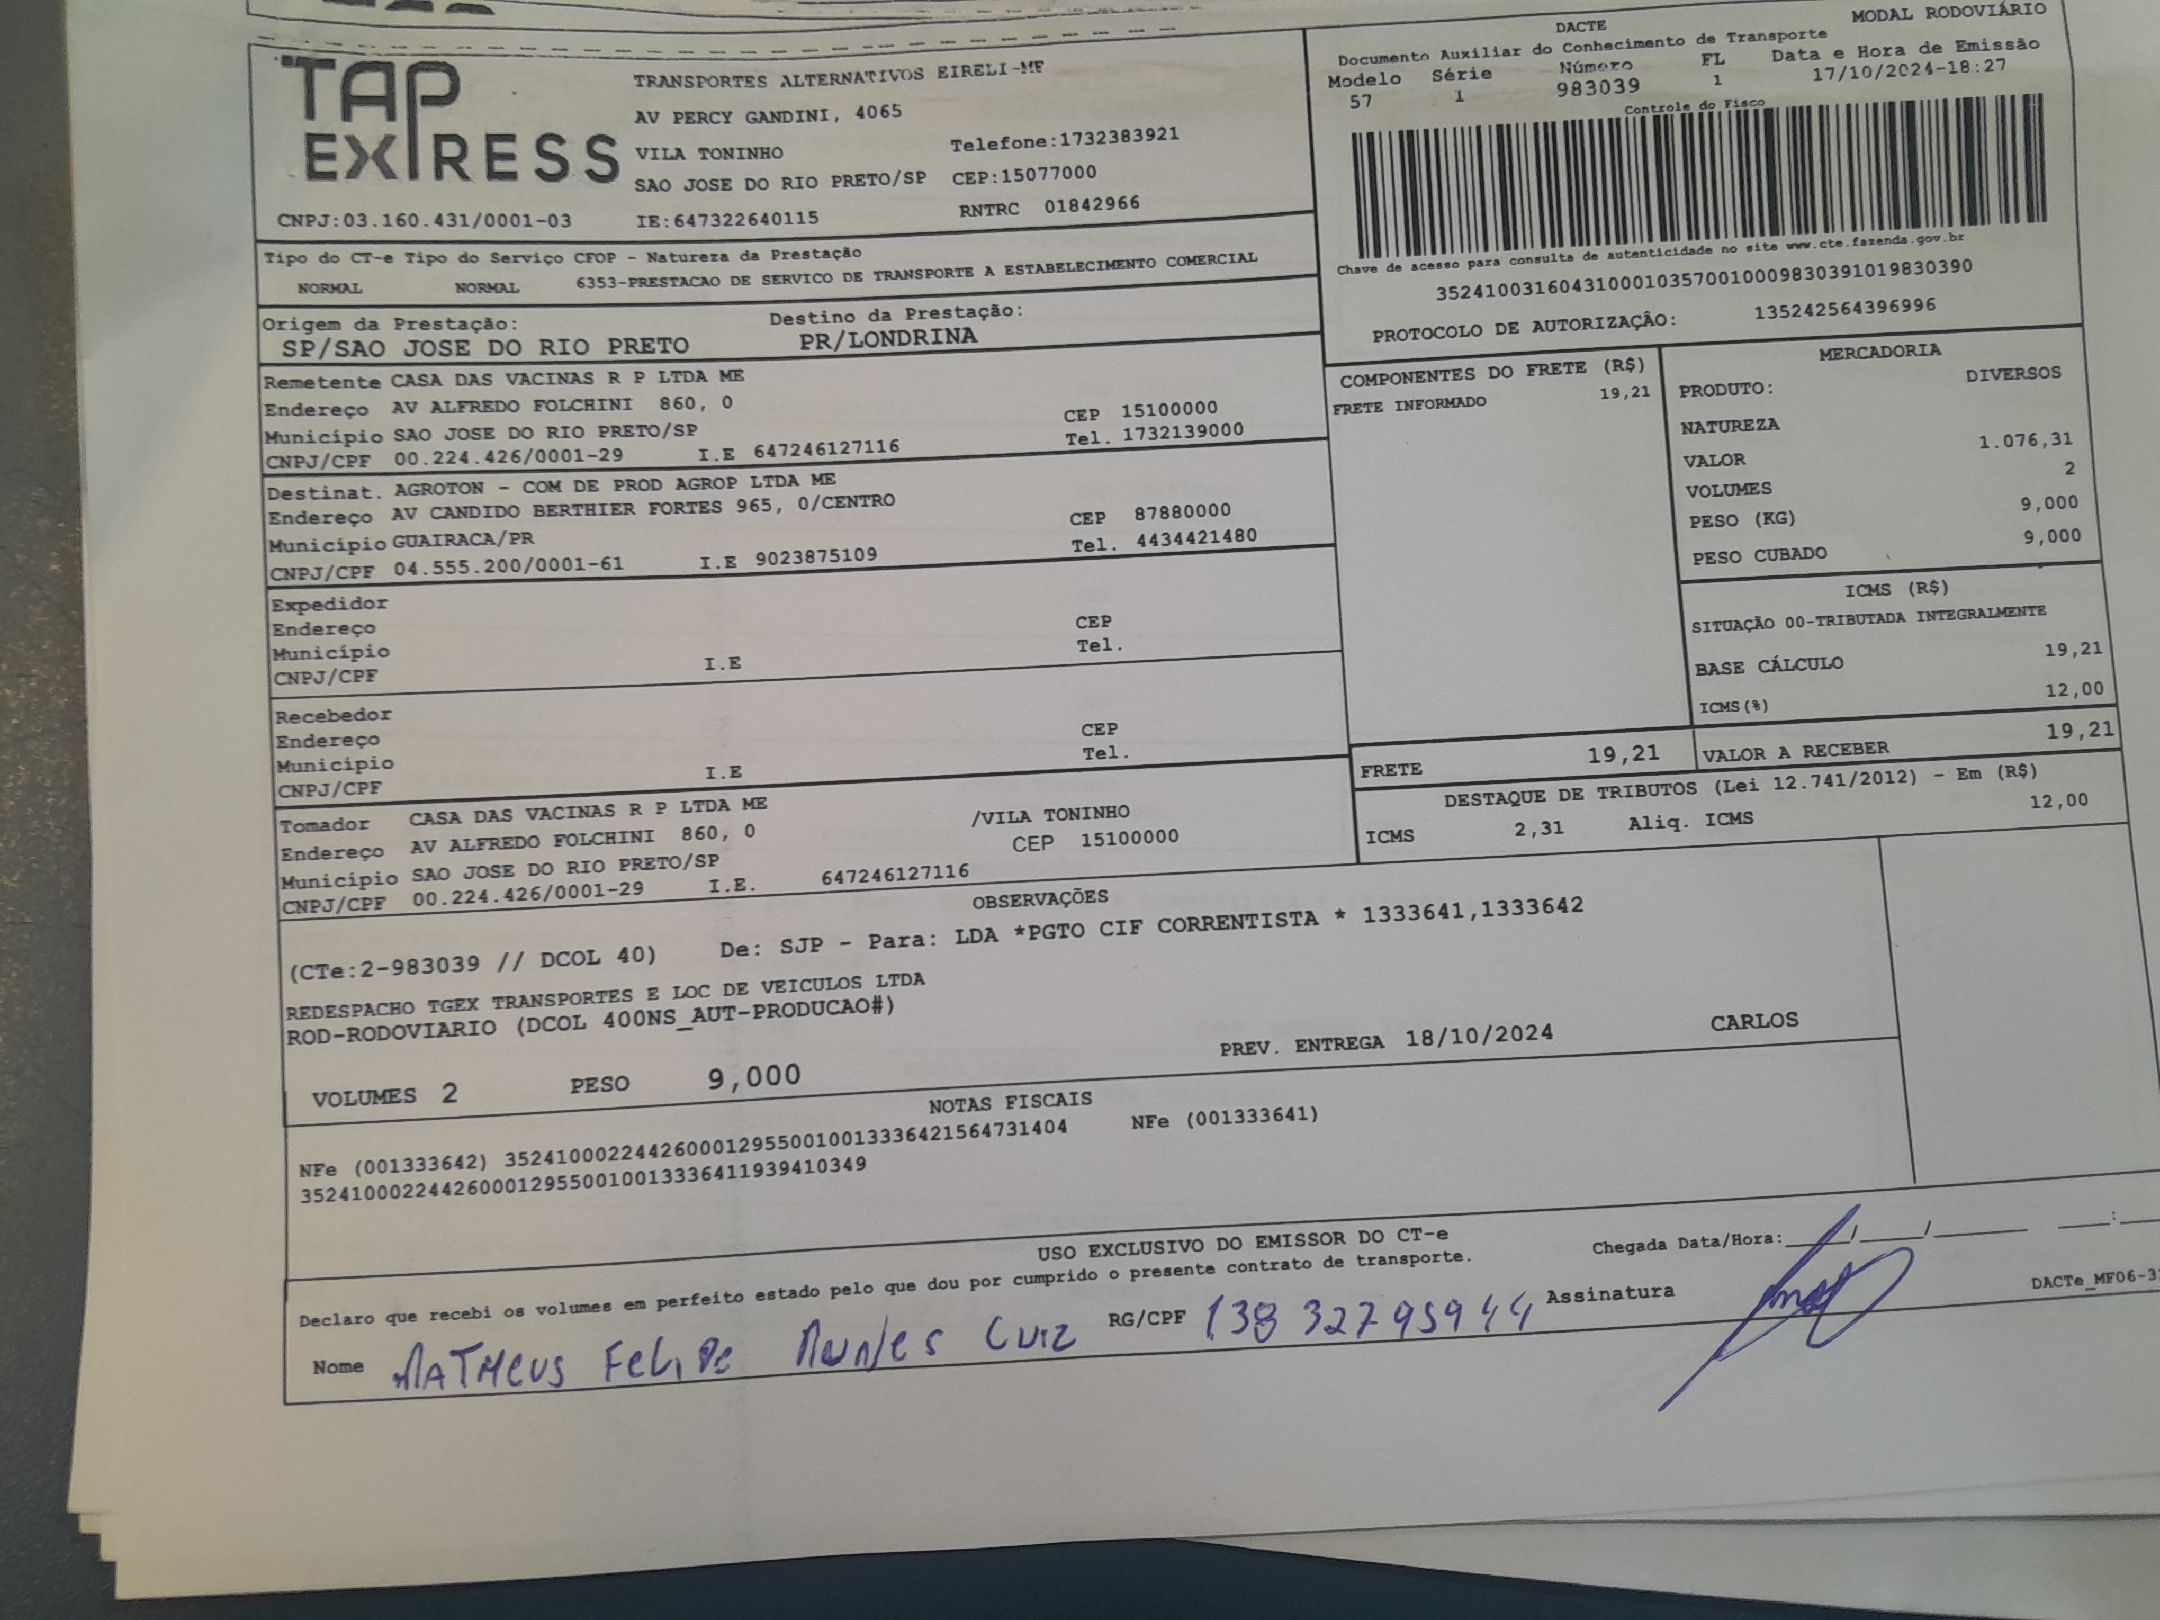 TAP EXPRESS
TRANSPORTES ALTERNATIVOS EIRELI-MF
AV PERCY GANDINI, 4065
VILA TONINHO Telefone:1732383921
SAO JOSE DO RIO PRETO/SP CEP:15077000
CNPJ:03.160.431/0001-03 IE:647322640115 RNTRC 01842966
DACTE MODAL RODOVIÁRIO
Documento Auxiliar do Conhecimento de Transporte
Modelo Série Número FL Data e Hora de Emissão
57 1 983039 1 17/10/2024-18:27
Controle do Fisco
Chave de acesso para consulta de autenticidade no site www.cte.fazenda.gov.br
35241003160431000103570010009830391019830390
PROTOCOLO DE AUTORIZAÇÃO: 135242564396996
Tipo do CT-e Tipo do Serviço CFOP - Natureza da Prestação
NORMAL NORMAL 6353-PRESTACAO DE SERVICO DE TRANSPORTE A ESTABELECIMENTO COMERCIAL
Origem da Prestação: Destino da Prestação:
SP/SAO JOSE DO RIO PRETO PR/LONDRINA
Remetente CASA DAS VACINAS R P LTDA ME
Endereço AV ALFREDO FOLCHINI 860, 0 CEP 15100000
Município SAO JOSE DO RIO PRETO/SP Tel. 1732139000
CNPJ/CPF 00.224.426/0001-29 I.E 647246127116
Destinat. AGROTON - COM DE PROD AGROP LTDA ME
Endereço AV CANDIDO BERTHIER FORTES 965, 0/CENTRO CEP 87880000
Município GUAIRACA/PR Tel. 4434421480
CNPJ/CPF 04.555.200/0001-61 I.E 9023875109
Expedidor
Endereço CEP
Município Tel.
CNPJ/CPF I.E
Recebedor
Endereço CEP
Município Tel.
CNPJ/CPF I.E
Tomador CASA DAS VACINAS R P LTDA ME
Endereço AV ALFREDO FOLCHINI 860, 0 /VILA TONINHO
Município SAO JOSE DO RIO PRETO/SP CEP 15100000
CNPJ/CPF 00.224.426/0001-29 I.E. 647246127116
COMPONENTES DO FRETE (R$)
FRETE INFORMADO 19,21
MERCADORIA
PRODUTO: DIVERSOS
NATUREZA
VALOR 1.076,31
VOLUMES 2
PESO (KG) 9,000
PESO CUBADO 9,000
ICMS (R$)
SITUAÇÃO 00-TRIBUTADA INTEGRALMENTE
BASE CÁLCULO 19,21
ICMS(%) 12,00
FRETE 19,21 VALOR A RECEBER 19,21
DESTAQUE DE TRIBUTOS (Lei 12.741/2012) - Em (R$)
ICMS 2,31 Aliq. ICMS 12,00
OBSERVAÇÕES
(CTe:2-983039 // DCOL 40) De: SJP - Para: LDA *PGTO CIF CORRENTISTA * 1333641,1333642
REDESPACHO TGEX TRANSPORTES E LOC DE VEICULOS LTDA
ROD-RODOVIARIO (DCOL 400NS_AUT-PRODUCAO#)
VOLUMES 2 PESO 9,000 PREV. ENTREGA 18/10/2024 CARLOS
NOTAS FISCAIS
NFe (001333642) 35241000224426000129550010013336421564731404 NFe (001333641)
35241000224426000129550010013336411939410349
USO EXCLUSIVO DO EMISSOR DO CT-e
Declaro que recebi os volumes em perfeito estado pelo que dou por cumprido o presente contrato de transporte.
Chegada Data/Hora:____/____/______ ___:
Nome MATHEUS FELIPE Nunes Luiz RG/CPF 13832795944 Assinatura
DACTe_MF06-3